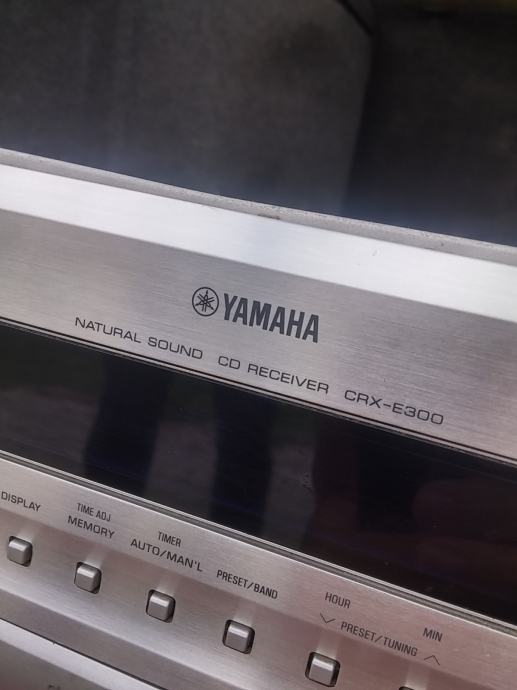 YAMAHA
NATURAL SOUND CD RECEIVER CRX-E300
DISPLAY
TIME ADJ
MEMORY
TIMER
AUTO/MAN'L
PRESET/BAND
HOUR
MIN
PRESET/TUNING